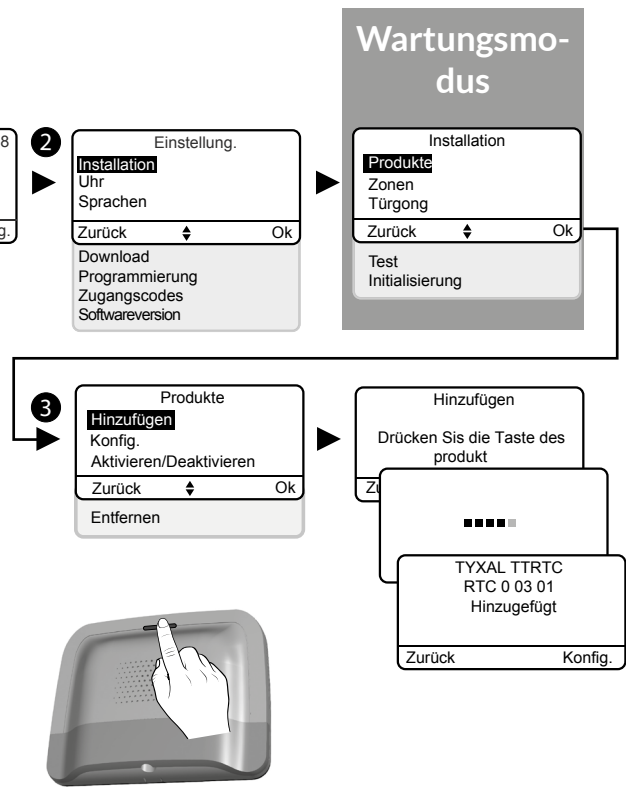 Wartungsmo-
dus
8
g.
2
Einstellung.
Installation
Uhr
Sprachen
Zurück Ok
Download
Programmierung
Zugangscodes
Softwareversion
Installation
Produkte
Zonen
Türgong
Zurück Ok
Test
Initialisierung
3
Produkte
Hinzufügen
Konfig.
Aktivieren/Deaktivieren
Zurück Ok
Entfernen
Hinzufügen
Drücken Sis die Taste des
produkt
Zu
TYXAL TTRTC
RTC 0 03 01
Hinzugefügt
Zurück Konfig.